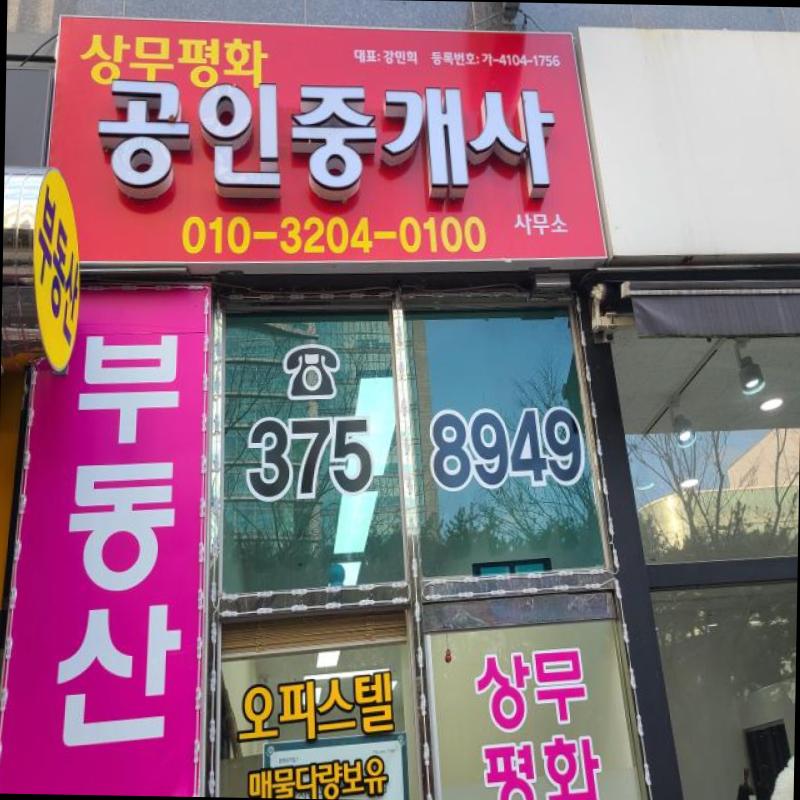 상무평화
대표: 강민희 등록번호: 가-4104-1756
공인중개사
010-3204-0100 사무소
부동산
부동산
375 8949
오피스텔
매물다량보유
상무
평화